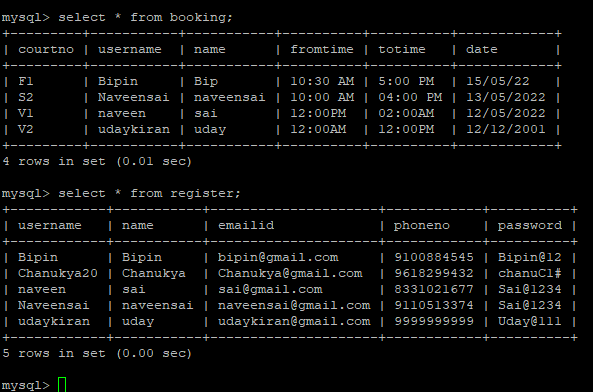 mysql> select * from booking;
+---------+-----------+-----------+----------+----------+------------+
| courtno | username  | name      | fromtime | totime   | date       |
+---------+-----------+-----------+----------+----------+------------+
| F1      | Bipin     | Bip       | 10:30 AM | 5:00 PM  | 15/05/22   |
| S2      | Naveensai | naveensai | 10:00 AM | 04:00 PM | 13/05/2022 |
| V1      | naveen    | sai       | 12:00PM  | 02:00AM  | 12/05/2022 |
| V2      | udaykiran | uday      | 12:00AM  | 12:00PM  | 12/12/2001 |
+---------+-----------+-----------+----------+----------+------------+
4 rows in set (0.01 sec)
mysql> select * from register;
+------------+-----------+---------------------+------------+----------+
| username   | name      | emailid             | phoneno    | password |
+------------+-----------+---------------------+------------+----------+
| Bipin      | Bipin     | bipin@gmail.com     | 9100884545 | Bipin@12 |
| Chanukya20 | Chanukya  | Chanukya@gmail.com  | 9618299432 | chanuC1# |
| naveen     | sai       | sai@gmail.com       | 8331021677 | Sai@1234 |
| Naveensai  | naveensai | naveensai@gmail.com | 9110513374 | Sai@1234 |
| udaykiran  | uday      | udaykiran@gmail.com | 9999999999 | Uday@111 |
+------------+-----------+---------------------+------------+----------+
5 rows in set (0.00 sec)
mysql>